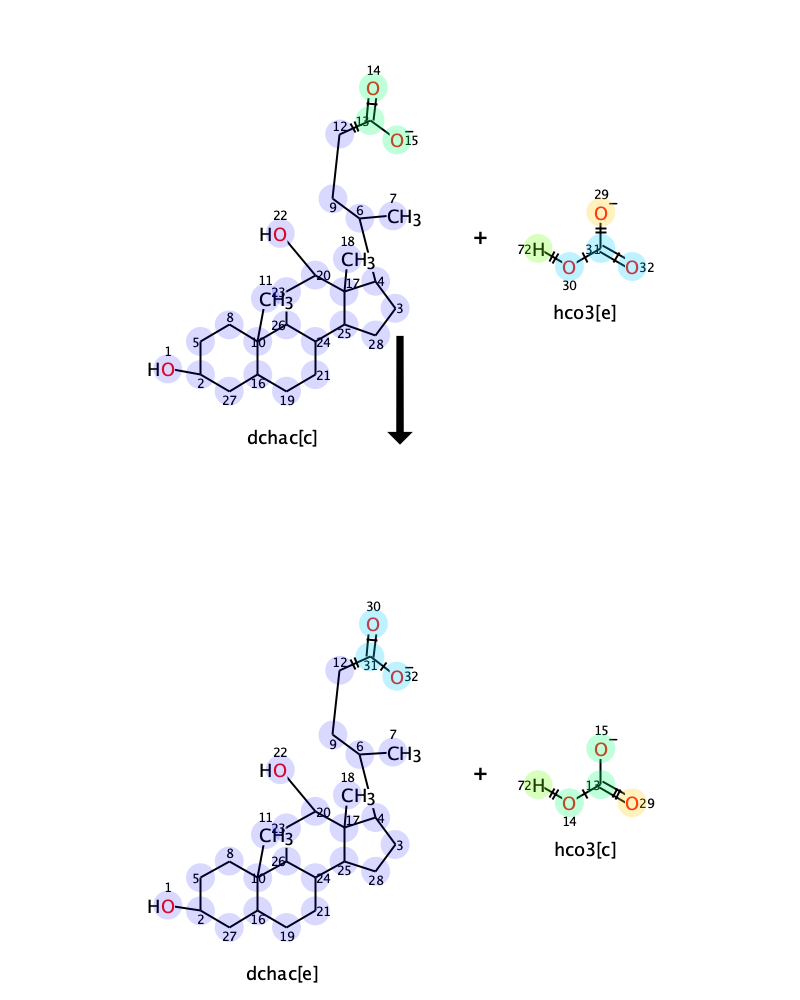 14
O
12 13 O− 15
9 6 7 CH3
22 HO
18 CH3
29 O−
+
72 H 31
O O 32
30
hco3[e]
11 CH3 23 20 17 4
3
8 26
5 10 24 25 28
1 HO 2 16 21
27 19
dchac[c]
30
O
12 31 O− 32
9 6 7 CH3
22 HO
18 CH3
15 O−
+
72 H 13
O O 29
14
hco3[c]
11 CH3 23 20 17 4
3
8 26
5 10 24 25 28
1 HO 2 16 21
27 19
dchac[e]